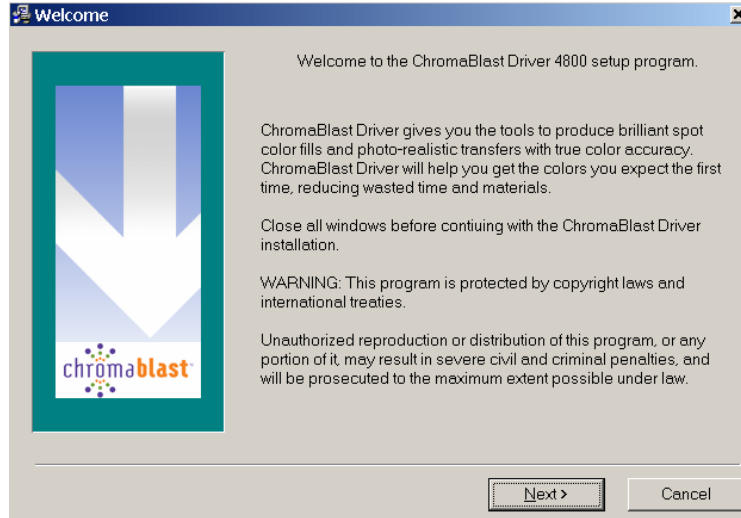 Welcome
Welcome to the ChromaBlast Driver 4800 setup program.
ChromaBlast Driver gives you the tools to produce brilliant spot
color fills and photo-realistic transfers with true color accuracy.
ChromaBlast Driver will help you get the colors you expect the first
time, reducing wasted time and materials.
Close all windows before contiuing with the ChromaBlast Driver
installation.
WARNING: This program is protected by copyright laws and
international treaties.
Unauthorized reproduction or distribution of this program, or any
portion of it, may result in severe civil and criminal penalties, and
will be prosecuted to the maximum extent possible under law.
chromablast™
Next >
Cancel